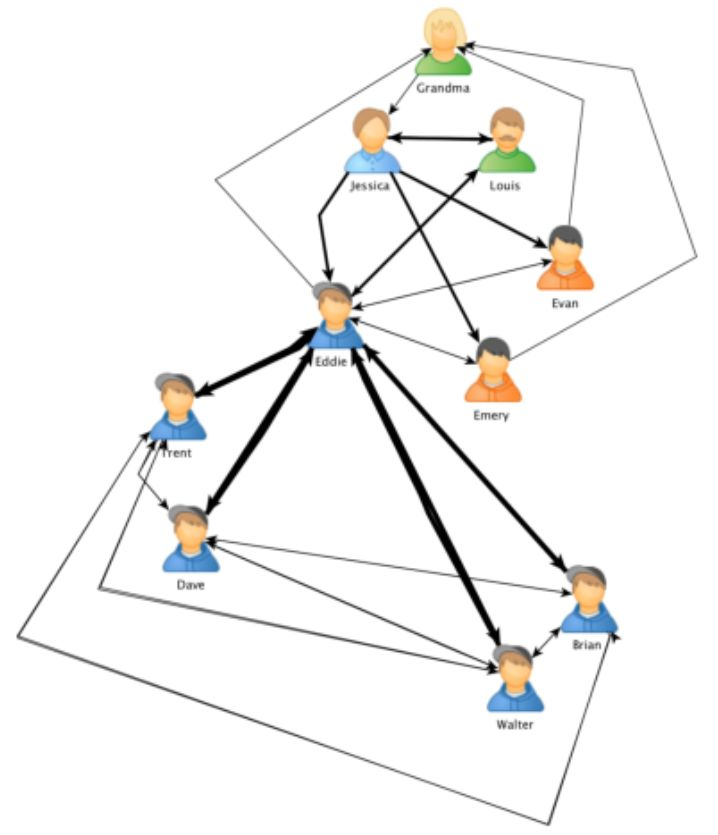 Grandma
Jessica
Louis
Evan
Eddie
Emery
Trent
Dave
Brian
Walter